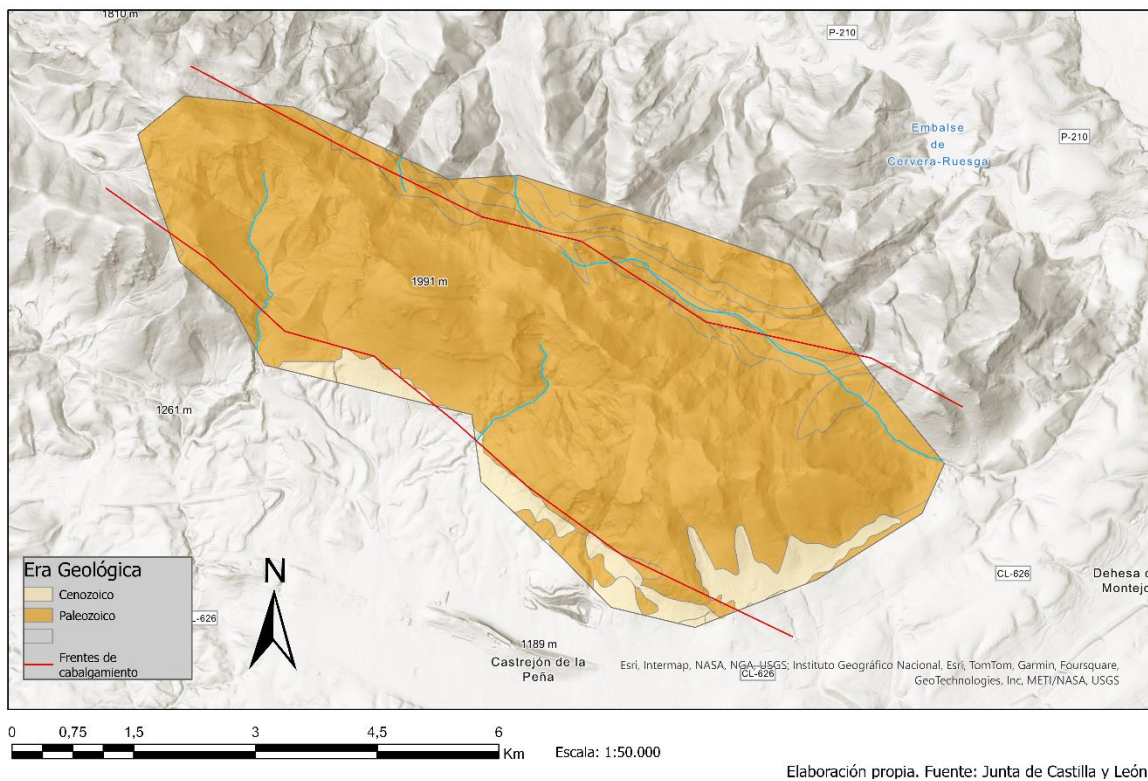 1810 m
P-210
Embalse
de
Cervera-Ruesga
P-210
1991 m
1261 m
Era Geológica
Cenozoico
Paleozoico
Frentes de
cabalgamiento
L-626
N
CL-626
Dehesa d
Montejo
1189 m
Castrejón de la
Peña
CL-626
Esri, Intermap, NASA, NGA, USGS; Instituto Geográfico Nacional, Esri, TomTom, Garmin, Foursquare,
GeoTechnologies, Inc, METI/NASA, USGS
0 0,75 1,5 3 4,5 6
Km
Escala: 1:50.000
Elaboración propia. Fuente: Junta de Castilla y León